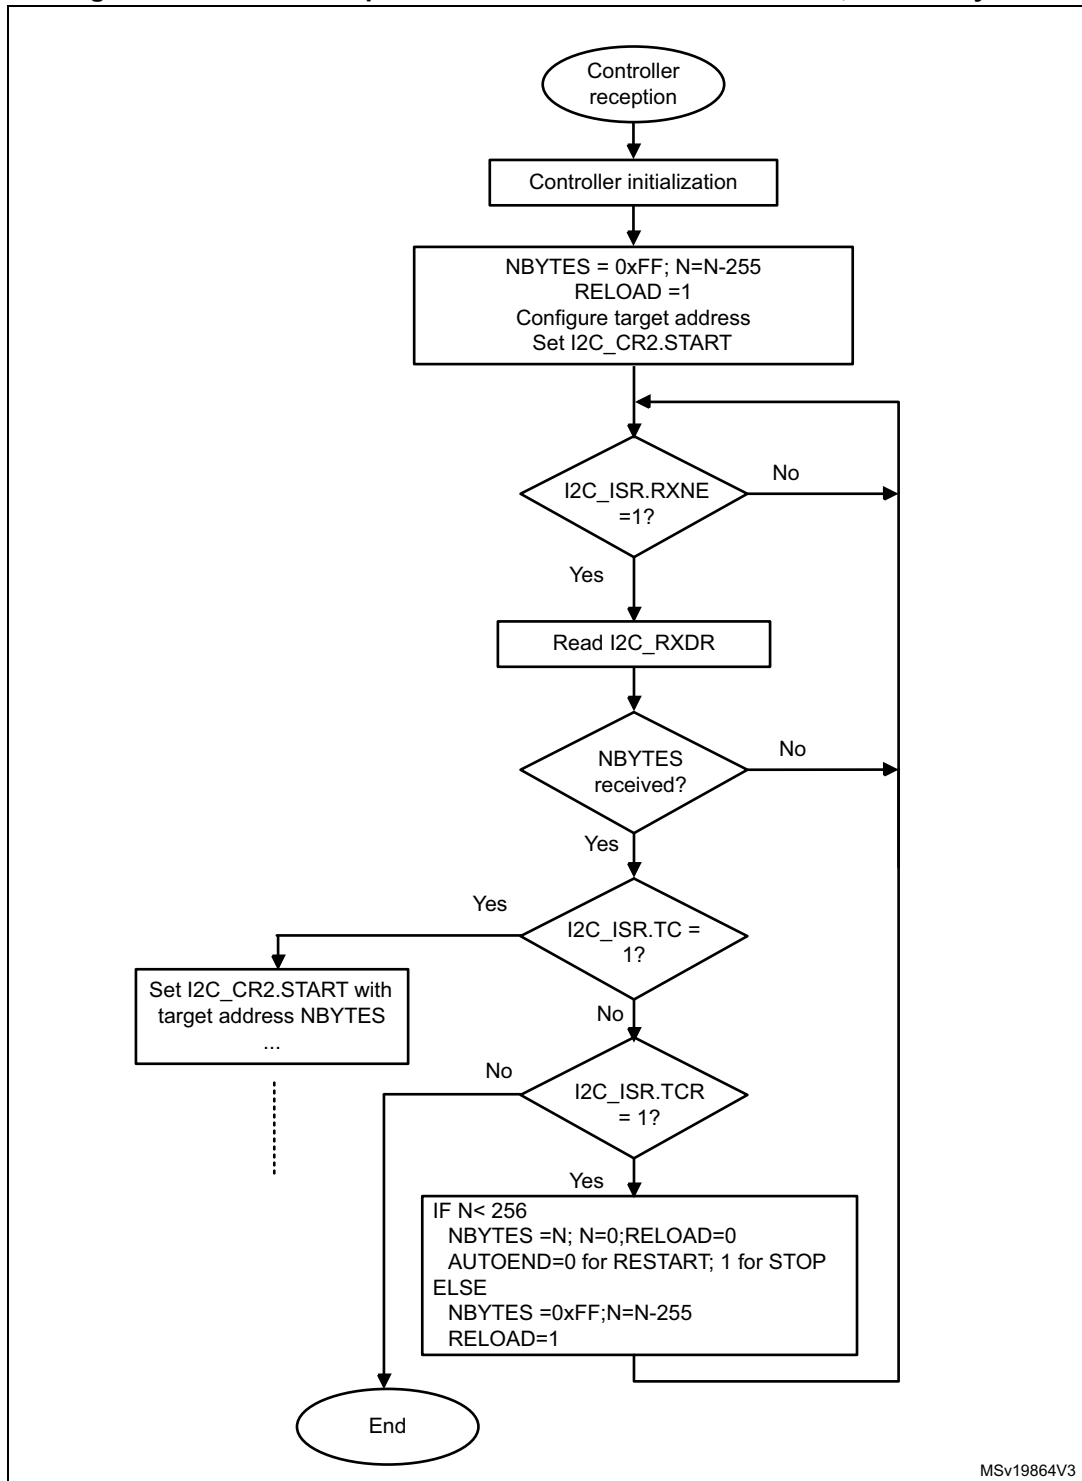 Controller
reception
Controller initialization
NBYTES = 0xFF; N=N-255
RELOAD =1
Configure target address
Set I2C_CR2.START
I2C_ISR.RXNE
=1?
No
Yes
Read I2C_RXDR
NBYTES
received?
No
Yes
Yes
I2C_ISR.TC =
1?
Set I2C_CR2.START with
target address NBYTES
...
No
No
I2C_ISR.TCR
= 1?
Yes
IF N< 256
NBYTES =N; N=0;RELOAD=0
AUTOEND=0 for RESTART; 1 for STOP
ELSE
NBYTES =0xFF;N=N-255
RELOAD=1
End
MSv19864V3